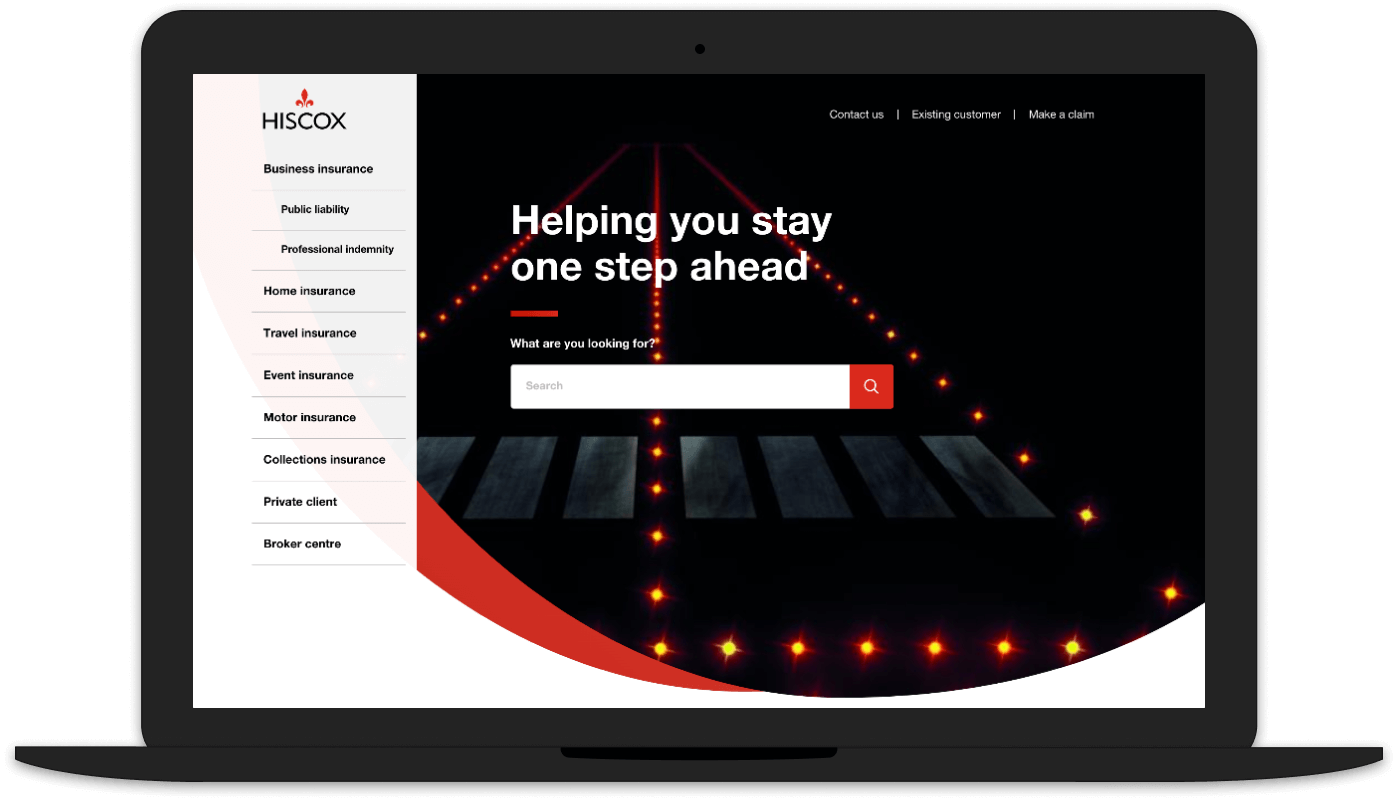 HISCOX
Business insurance
Public liability
Professional indemnity
Home insurance
Travel insurance
Event insurance
Motor insurance
Collections insurance
Private client
Broker centre
Contact us | Existing customer | Make a claim
Helping you stay
one step ahead
What are you looking for?
Search